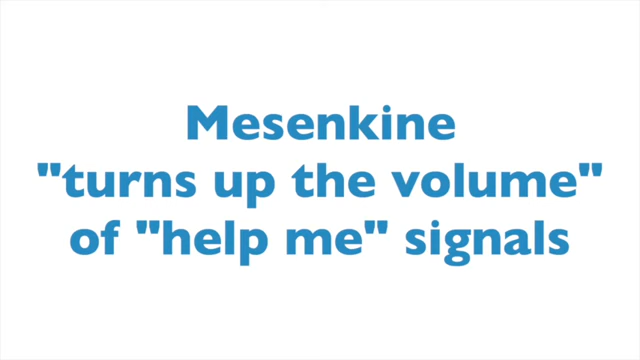 Mesenkine
"turns up the volume"
of "help me" signals